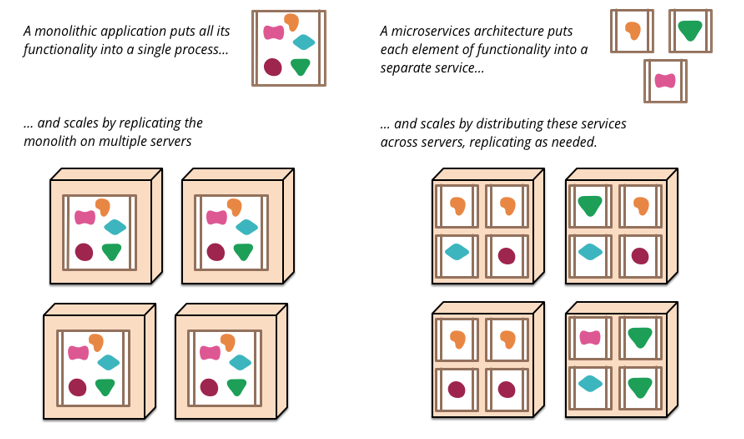 A monolithic application puts all its
functionality into a single process...
... and scales by replicating the
monolith on multiple servers
A microservices architecture puts
each element of functionality into a
separate service...
... and scales by distributing these services
across servers, replicating as needed.